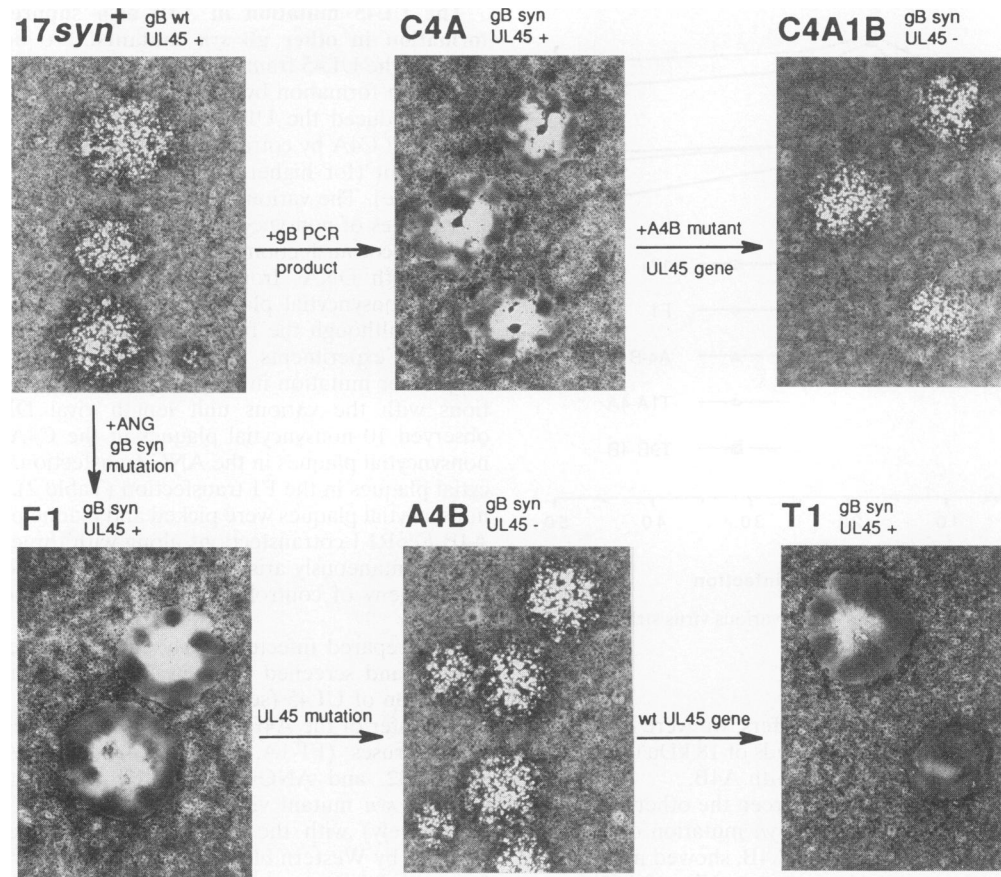 17syn+ gB wt
UL45 +
C4A gB syn
UL45 +
C4A1B gB syn
UL45 -
+gB PCR
product
+A4B mutant
UL45 gene
+ANG
gB syn
mutation
F1 gB syn
UL45 +
A4B gB syn
UL45 -
T1 gB syn
UL45 +
UL45 mutation
wt UL45 gene